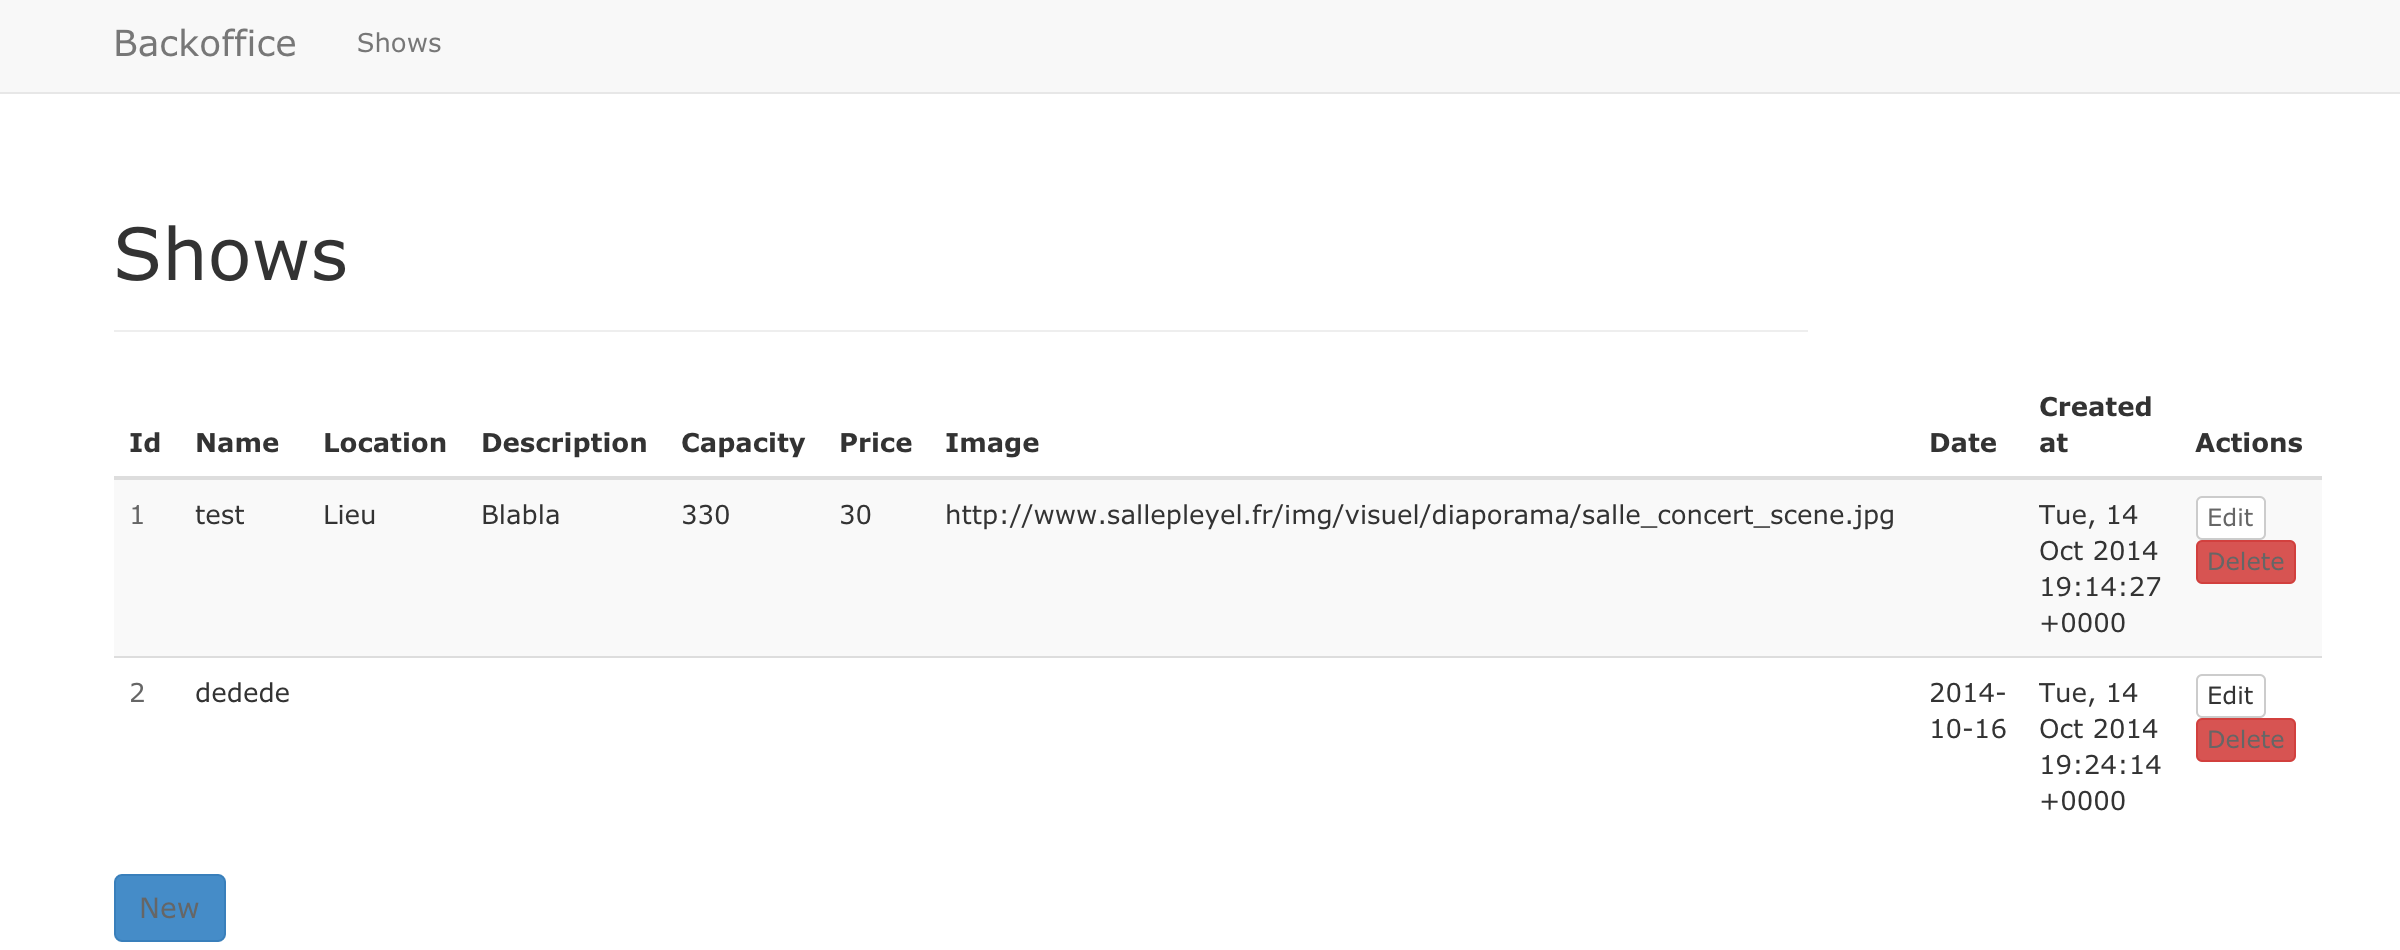 Backoffice Shows
Shows
Id Name Location Description Capacity Price Image Date Created at Actions
1 test Lieu Blabla 330 30 http://www.sallepleyel.fr/img/visuel/diaporama/salle_concert_scene.jpg Tue, 14 Edit
Oct 2014 Delete
19:14:27
+0000
2 dedede 2014- Tue, 14 Edit
10-16 Oct 2014 Delete
19:24:14
+0000
New